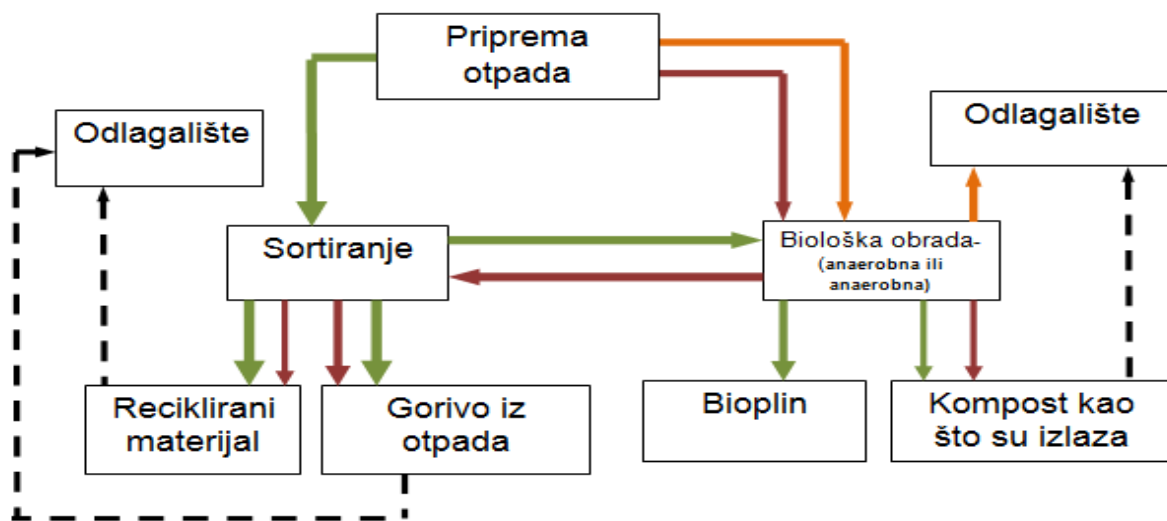 Priprema
otpada
Odlagalište
Odlagalište
Sortiranje
Biološka obrada-
(anaerobna ili
anaerobna)
Reciklirani
materijal
Gorivo iz
otpada
Bioplin
Kompost kao
što su izlaza